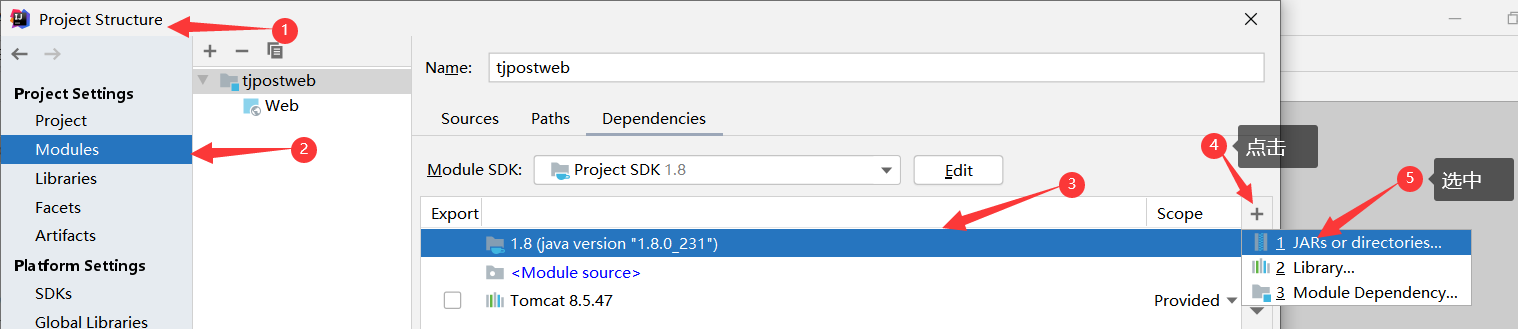 Project Structure
1
Project Settings
Project
Modules
2
Libraries
Facets
Artifacts
Platform Settings
SDKs
Global Libraries
tjpostweb
Web
Name:
tjpostweb
Sources
Paths
Dependencies
Module SDK:
Project SDK 1.8
Edit
3
4
点击
5
选中
Export
Scope
1.8 (java version "1.8.0_231")
<Module source>
Tomcat 8.5.47
Provided
1 JARs or directories...
2 Library...
3 Module Dependency...